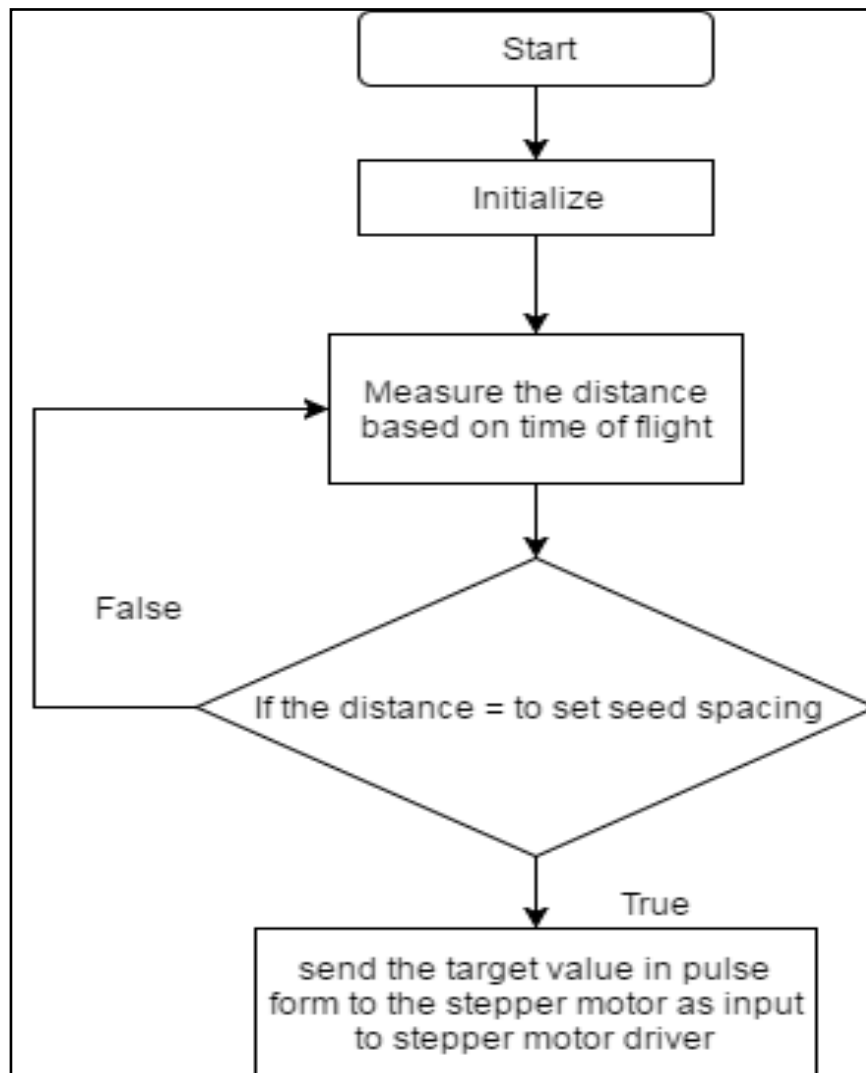 Start
Initialize
Measure the distance
based on time of flight
False
If the distance = to set seed spacing
True
send the target value in pulse
form to the stepper motor as input
to stepper motor driver